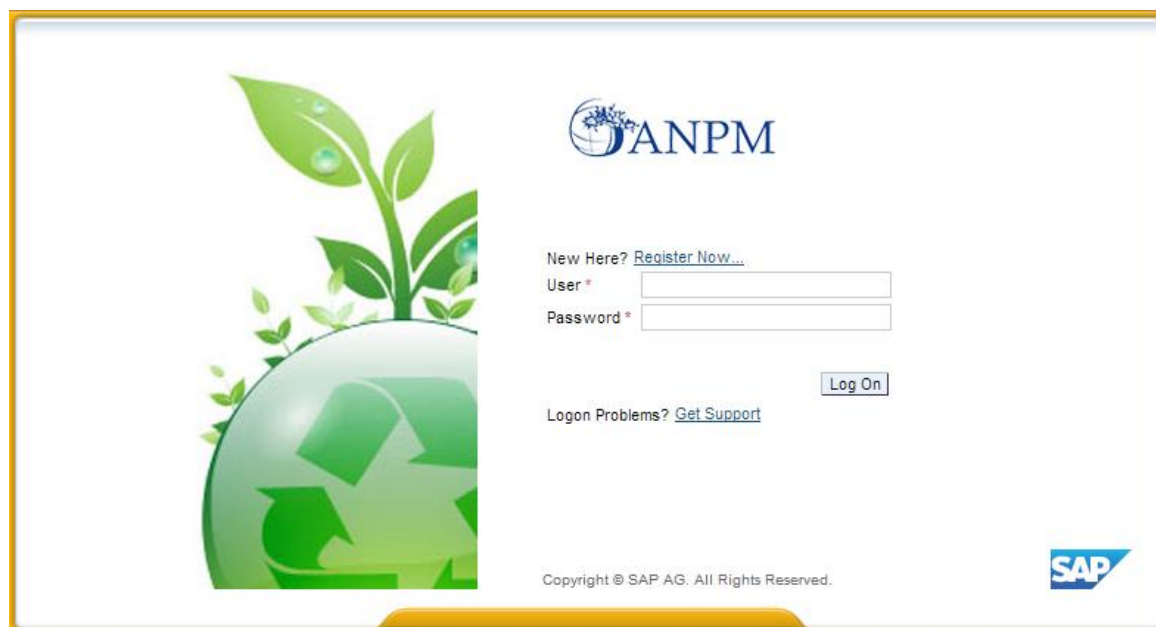 ANPM
New Here? Register Now...
User *
Password *
Log On
Logon Problems? Get Support
Copyright © SAP AG. All Rights Reserved.
SAP